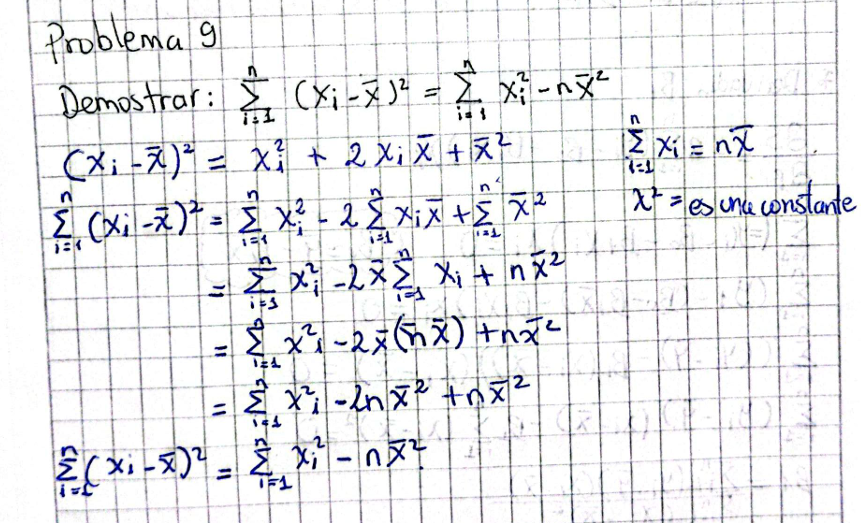 Problema 9
Demostrar: \sum_{i=1}^{n} (x_i - \bar{x})^2 = \sum_{i=1}^{n} x_i^2 - n\bar{x}^2
(x_i - \bar{x})^2 = x_i^2 + 2x_i\bar{x} + \bar{x}^2
\sum_{i=1}^{n} x_i = n\bar{x}
\sum_{i=1}^{n} (x_i - \bar{x})^2 = \sum_{i=1}^{n} x_i^2 - 2\sum_{i=1}^{n} x_i\bar{x} + \sum_{i=1}^{n} \bar{x}^2
x^2 = es una constante
= \sum_{i=1}^{n} x_i^2 - 2\bar{x}\sum_{i=1}^{n} x_i + n\bar{x}^2
= \sum_{i=1}^{n} x^2_i - 2\bar{x}(\bar{n}\bar{x}) + n\bar{x}^2
= \sum_{i=1}^{n} x^2_i - 2n\bar{x}^2 + n\bar{x}^2
\sum_{i=1}^{n} (x_i - \bar{x})^2 = \sum_{i=1}^{n} x_i^2 - n\bar{x}^2